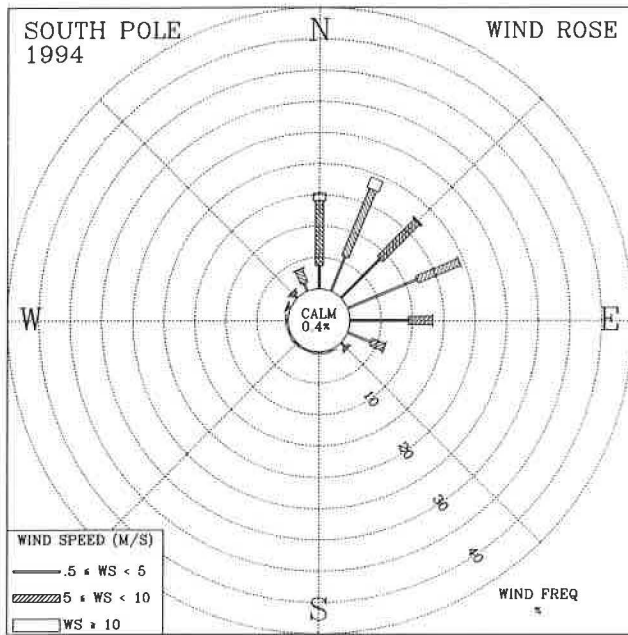 SOUTH POLE
1994
N
WIND ROSE
W
CALM
0.4%
E
10
20
30
40
WIND SPEED (M/S)
.5 ≤ WS < 5
5 ≤ WS < 10
WS ≥ 10
S
WIND FREQ
%